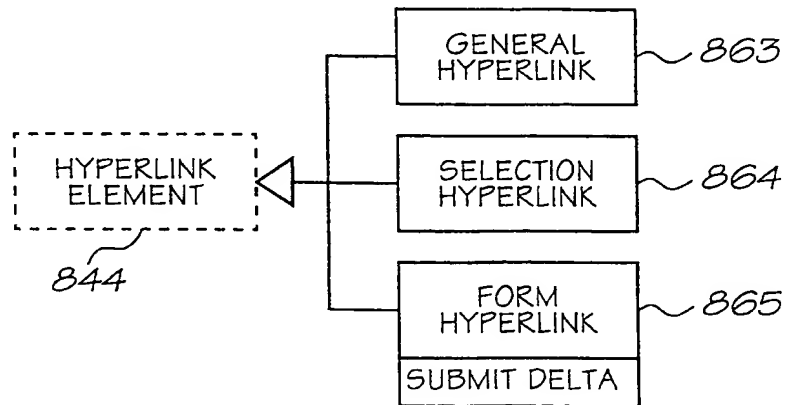 GENERAL
HYPERLINK
863
HYPERLINK
ELEMENT
844
SELECTION
HYPERLINK
864
FORM
HYPERLINK
865
SUBMIT DELTA